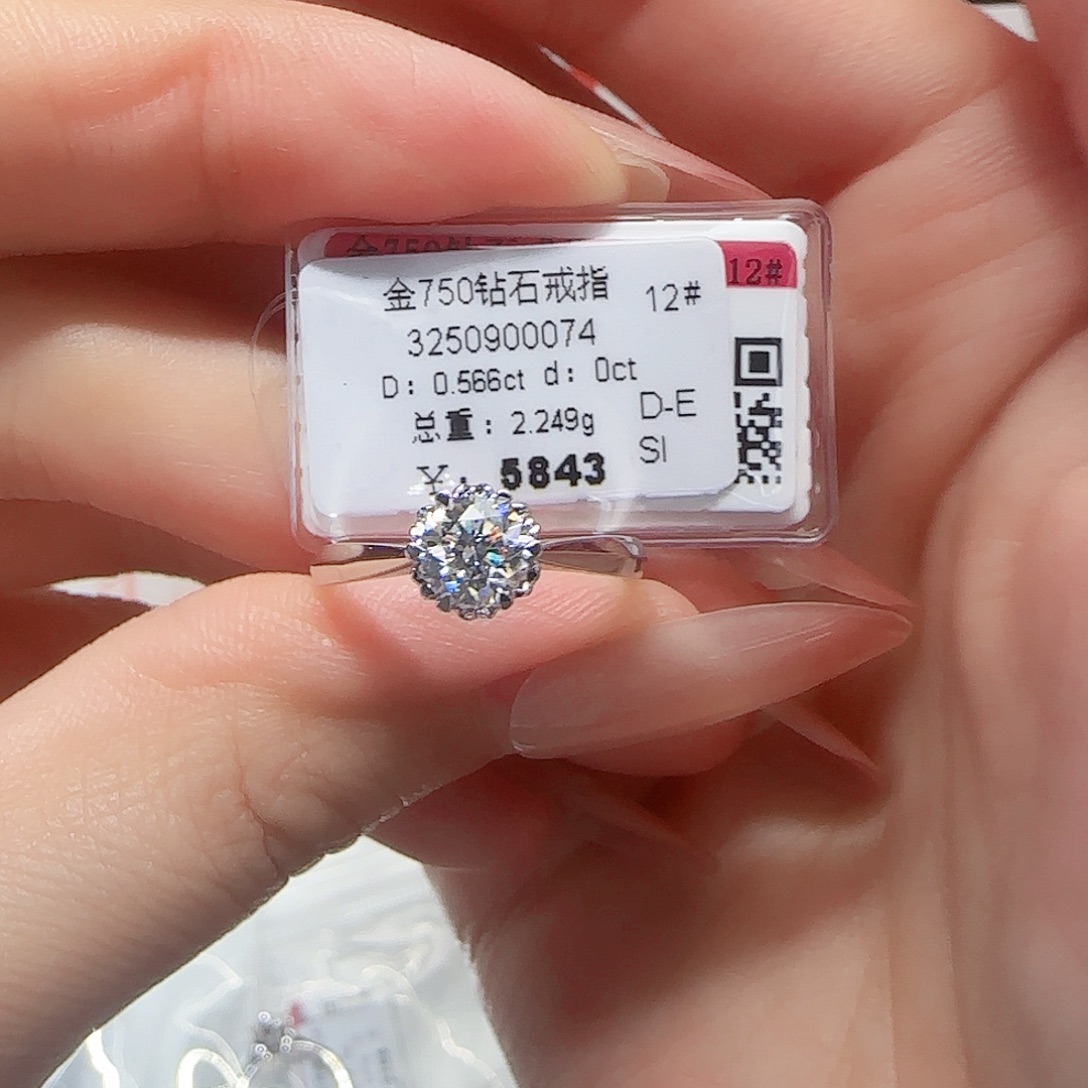 金750钻石戒指 12#
12#
3250900074
D: 0.566ct d: 0ct
D-E
总重: 2.249g
SI
¥: 5843